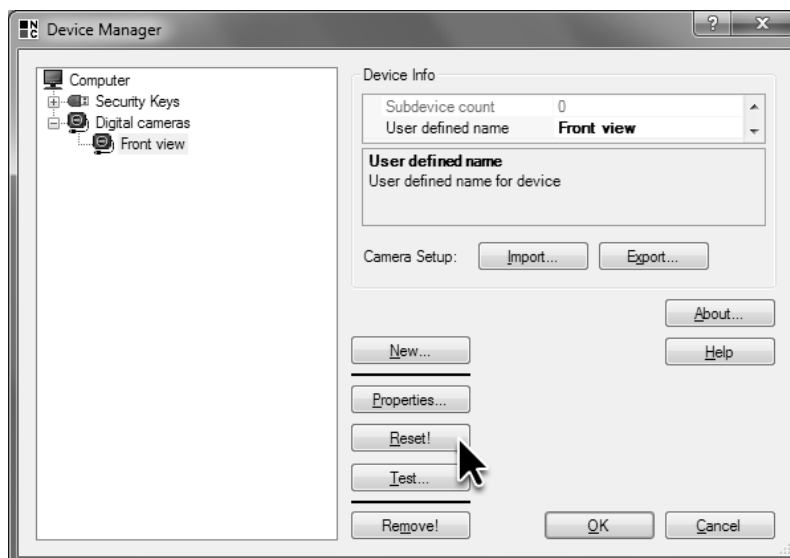 NC
Device Manager
?
X
Computer
Security Keys
Digital cameras
Front view
Device Info
Subdevice count 0
User defined name Front view
User defined name
User defined name for device
Camera Setup: Import... Export...
About...
New... Help
Properties...
Reset!
Test...
Remove! OK Cancel